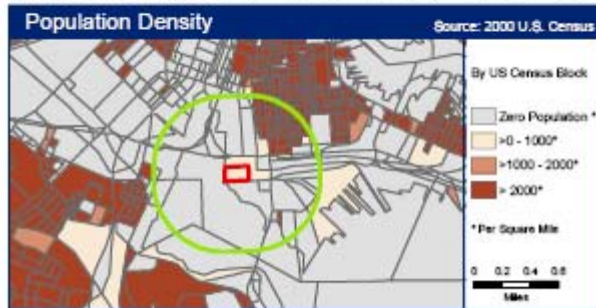 Population Density
Source: 2000 U.S. Census
By US Census Block
Zero Population *
>0 - 1000*
>1000 - 2000*
> 2000*
* Per Square Mile
0 0.2 0.4 0.6
Miles